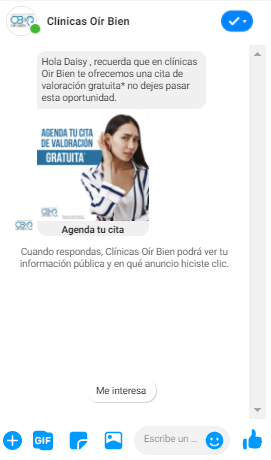 Clínicas Oír Bien
Hola Daisy , recuerda que en clínicas
Oir Bien te ofrecemos una cita de
valoración gratuita* no dejes pasar
esta oportunidad.
AGENDA TU CITA
DE VALORACIÓN
GRATUITA*
Agenda tu cita
Cuando respondas, Clínicas Oír Bien podrá ver tu
información pública y en qué anuncio hiciste clic.
Me interesa
GIF
Escribe un ...